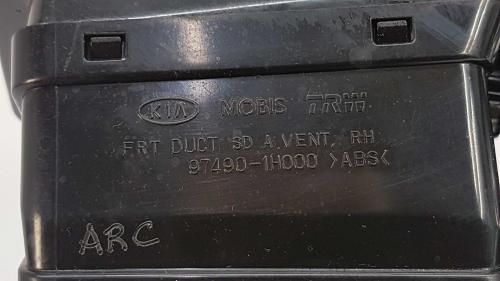 KIA MOBIS TRW
FRT DUCT SD A.VENT, RH
97490-1H000 >ABS<
ARC